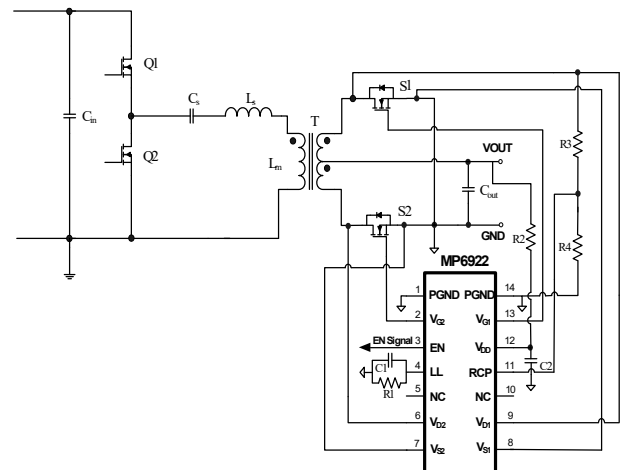 Q1
S1
Cs
Ls
T
Cin
R3
VOUT
Lm
Q2
Cout
S2
GND
R2
R4
MP6922
1 PGND PGND 14
2 VG2 VG1 13
EN Signal 3 EN VDD 12
C2
C1
4 LL RCP 11
R1
5 NC NC 10
6 VD2 VD1 9
7 VS2 VS1 8